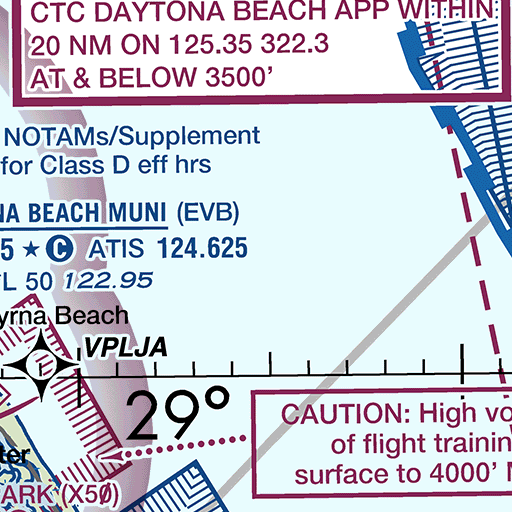 CTC DAYTONA BEACH APP WITHIN
20 NM ON 125.35 322.3
AT & BELOW 3500'
NOTAMs/Supplement
for Class D eff hrs
NA BEACH MUNI (EVB)
5 ★ C ATIS 124.625
L 50 122.95
yrna Beach
VPLJA
29°
CAUTION: High vo
of flight trainin
surface to 4000' M
ter
ARK (X50)